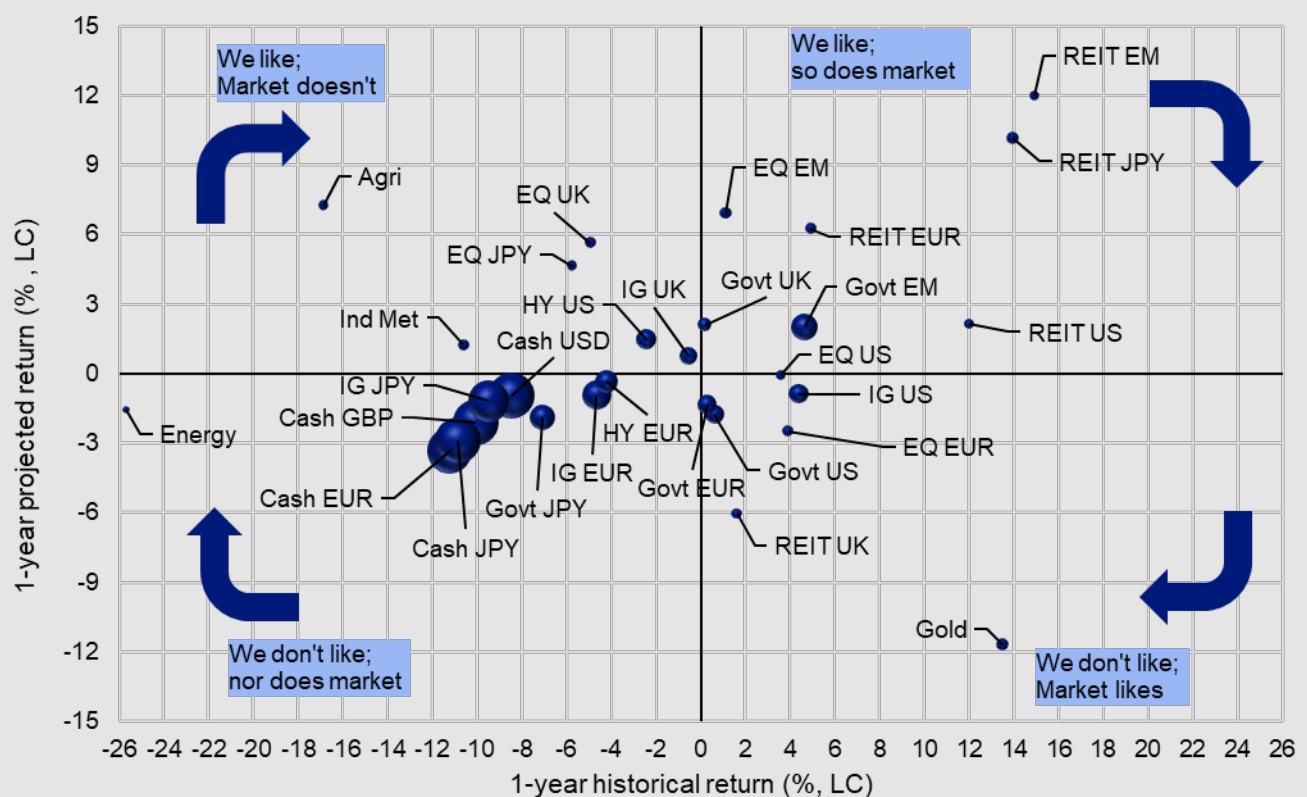 15
We like;
Market doesn't
We like;
so does market
REIT EM
12
REIT JPY
9
Agri
EQ UK
EQ EM
6
EQ JPY
REIT EUR
HY US
IG UK
Govt UK
Govt EM
3
Ind Met
Cash USD
REIT US
0
IG JPY
EQ US
Cash GBP
IG US
Energy
HY EUR
EQ EUR
-3
IG EUR
Govt US
Cash EUR
Govt JPY
Govt EUR
-6
Cash JPY
REIT UK
-9
Gold
-12
We don't like;
nor does market
We don't like;
Market likes
-15
-26 -24 -22 -20 -18 -16 -14 -12 -10 -8 -6 -4 -2 0 2 4 6 8 10 12 14 16 18 20 22 24 26
1-year historical return (%, LC)
1-year projected return (%, LC)